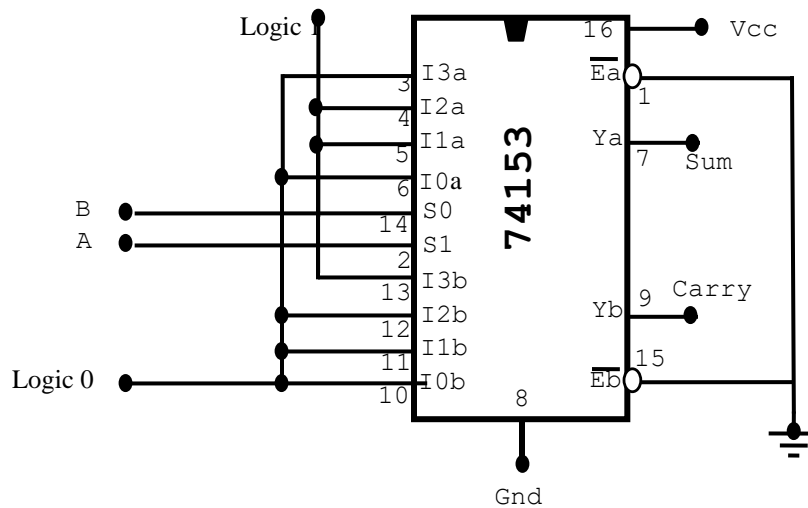 Logic 1
16
Vcc
I3a
3
Ea
1
I2a
4
I1a
5
Ya
7
Sum
I0a
6
74153
B
S0
14
A
S1
2
I3b
13
I2b
12
Yb
9
Carry
I1b
11
15
Logic 0
I0b
10
Eb
8
Gnd